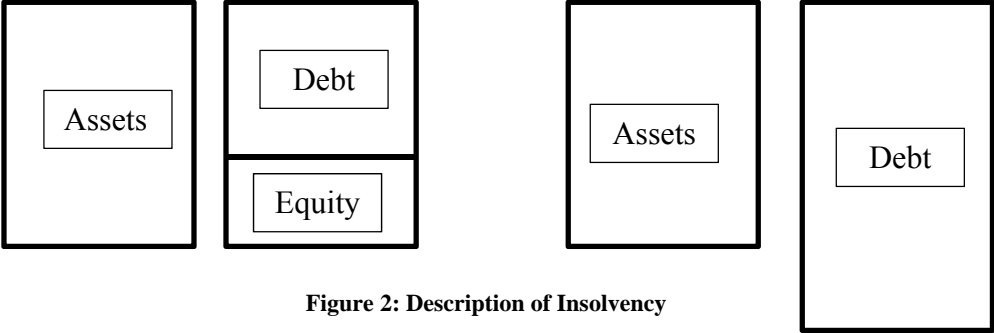 Assets
Debt
Equity
Assets
Debt
Figure 2: Description of Insolvency